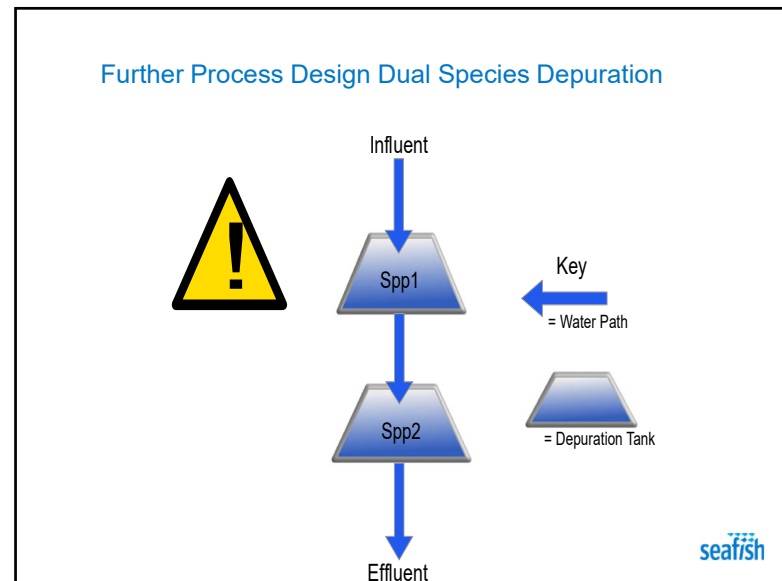 Further Process Design Dual Species Depuration
Influent
!
Spp1
Key
= Water Path
Spp2
= Depuration Tank
Effluent
seafish